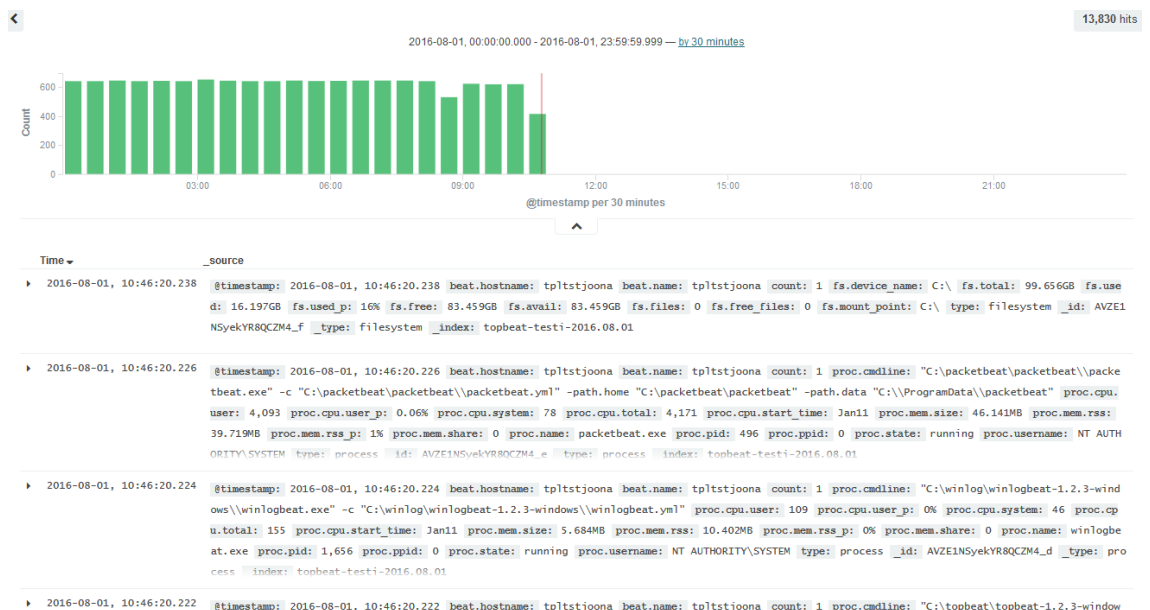 13,830 hits
2016-08-01, 00:00:00.000 - 2016-08-01, 23:59:59.999 — by 30 minutes
600
400
200
0
Count
03:00 06:00 09:00 12:00 15:00 18:00 21:00
@timestamp per 30 minutes
Time _source
2016-08-01, 10:46:20.238 @timestamp: 2016-08-01, 10:46:20.238 beat.hostname: tpltstjoona beat.name: tpltstjoona count: 1 fs.device_name: C:\ fs.total: 99.656GB fs.use
d: 16.197GB fs.used_p: 16% fs.free: 83.459GB fs.avail: 83.459GB fs.files: 0 fs.free_files: 0 fs.mount_point: C:\ type: filesystem _id: AVZE1
NSyekYR8QCZM4_f _type: filesystem _index: topbeat-testi-2016.08.01
2016-08-01, 10:46:20.226 @timestamp: 2016-08-01, 10:46:20.226 beat.hostname: tpltstjoona beat.name: tpltstjoona count: 1 proc.cmdline: "C:\packetbeat\packetbeat\\packe
tbeat.exe" -c "C:\packetbeat\packetbeat\\packetbeat.yml" -path.home "C:\packetbeat\packetbeat" -path.data "C:\\ProgramData\\packetbeat" proc.cpu.
user: 4,093 proc.cpu.user_p: 0.06% proc.cpu.system: 78 proc.cpu.total: 4,171 proc.cpu.start_time: Jan11 proc.mem.size: 46.141MB proc.mem.rss:
39.719MB proc.mem.rss_p: 1% proc.mem.share: 0 proc.name: packetbeat.exe proc.pid: 496 proc.ppid: 0 proc.state: running proc.username: NT AUTH
ORITY\SYSTEM type: process _id: AVZE1NSyekYR8QCZM4_e _type: process _index: topbeat-testi-2016.08.01
2016-08-01, 10:46:20.224 @timestamp: 2016-08-01, 10:46:20.224 beat.hostname: tpltstjoona beat.name: tpltstjoona count: 1 proc.cmdline: "C:\winlog\winlogbeat-1.2.3-wind
ows\\winlogbeat.exe" -c "C:\winlog\winlogbeat-1.2.3-windows\\winlogbeat.yml" proc.cpu.user: 109 proc.cpu.user_p: 0% proc.cpu.system: 46 proc.cp
u.total: 155 proc.cpu.start_time: Jan11 proc.mem.size: 5.684MB proc.mem.rss: 10.402MB proc.mem.rss_p: 0% proc.mem.share: 0 proc.name: winlogbe
at.exe proc.pid: 1,656 proc.ppid: 0 proc.state: running proc.username: NT AUTHORITY\SYSTEM type: process _id: AVZE1NSyekYR8QCZM4_d _type: pro
cess _index: topbeat-testi-2016.08.01
2016-08-01, 10:46:20.222 @timestamp: 2016-08-01, 10:46:20.222 beat.hostname: tpltstjoona beat.name: tpltstjoona count: 1 proc.cmdline: "C:\topbeat\topbeat-1.2.3-window